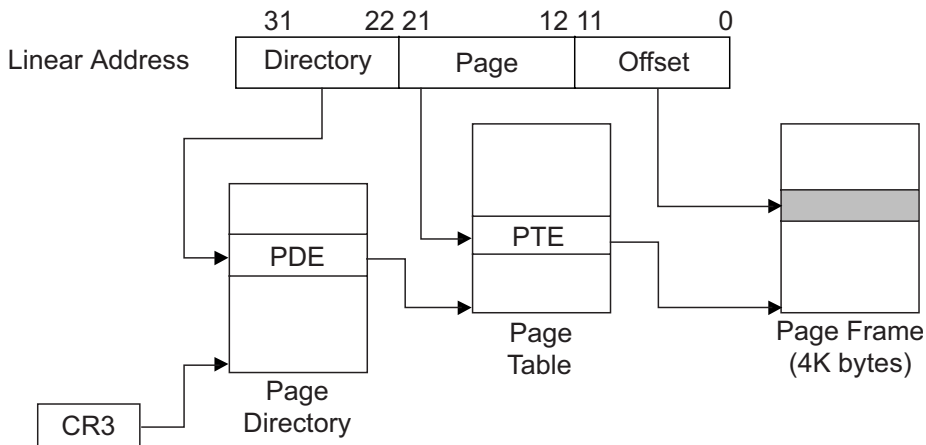 31 22 21 12 11 0
Linear Address Directory Page Offset
PDE
PTE
Page
Table
Page Frame
(4K bytes)
Page
Directory
CR3